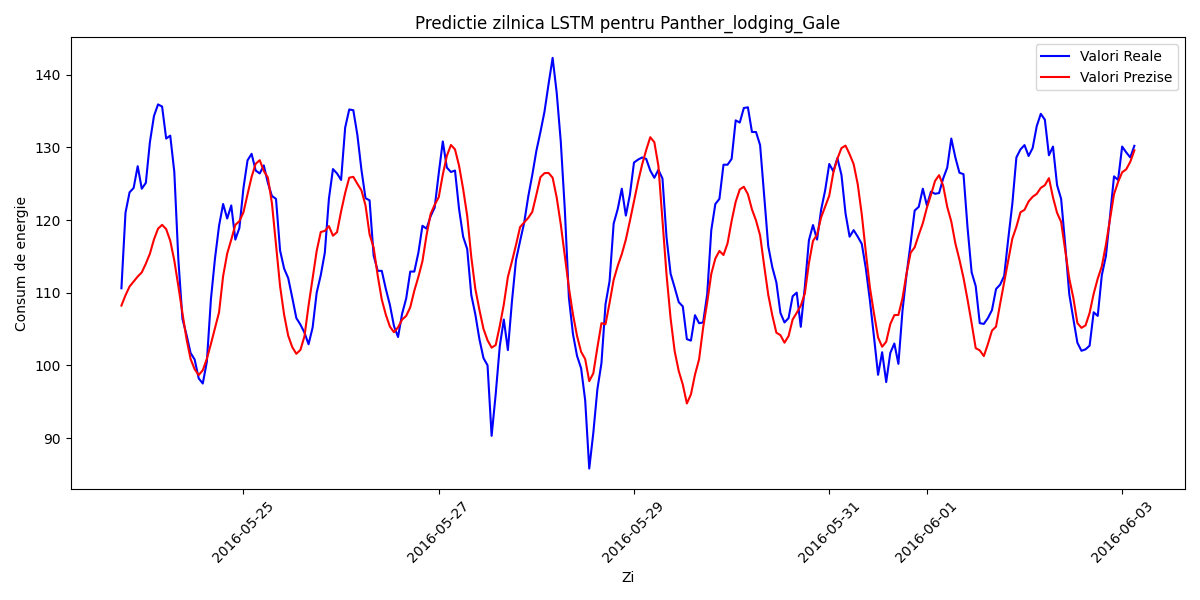 Predictie zilnica LSTM pentru Panther_lodging_Gale
Valori Reale
Valori Prezise
Consum de energie
140
130
120
110
100
90
2016-05-25
2016-05-27
2016-05-29
2016-05-31
2016-06-01
2016-06-03
Zi